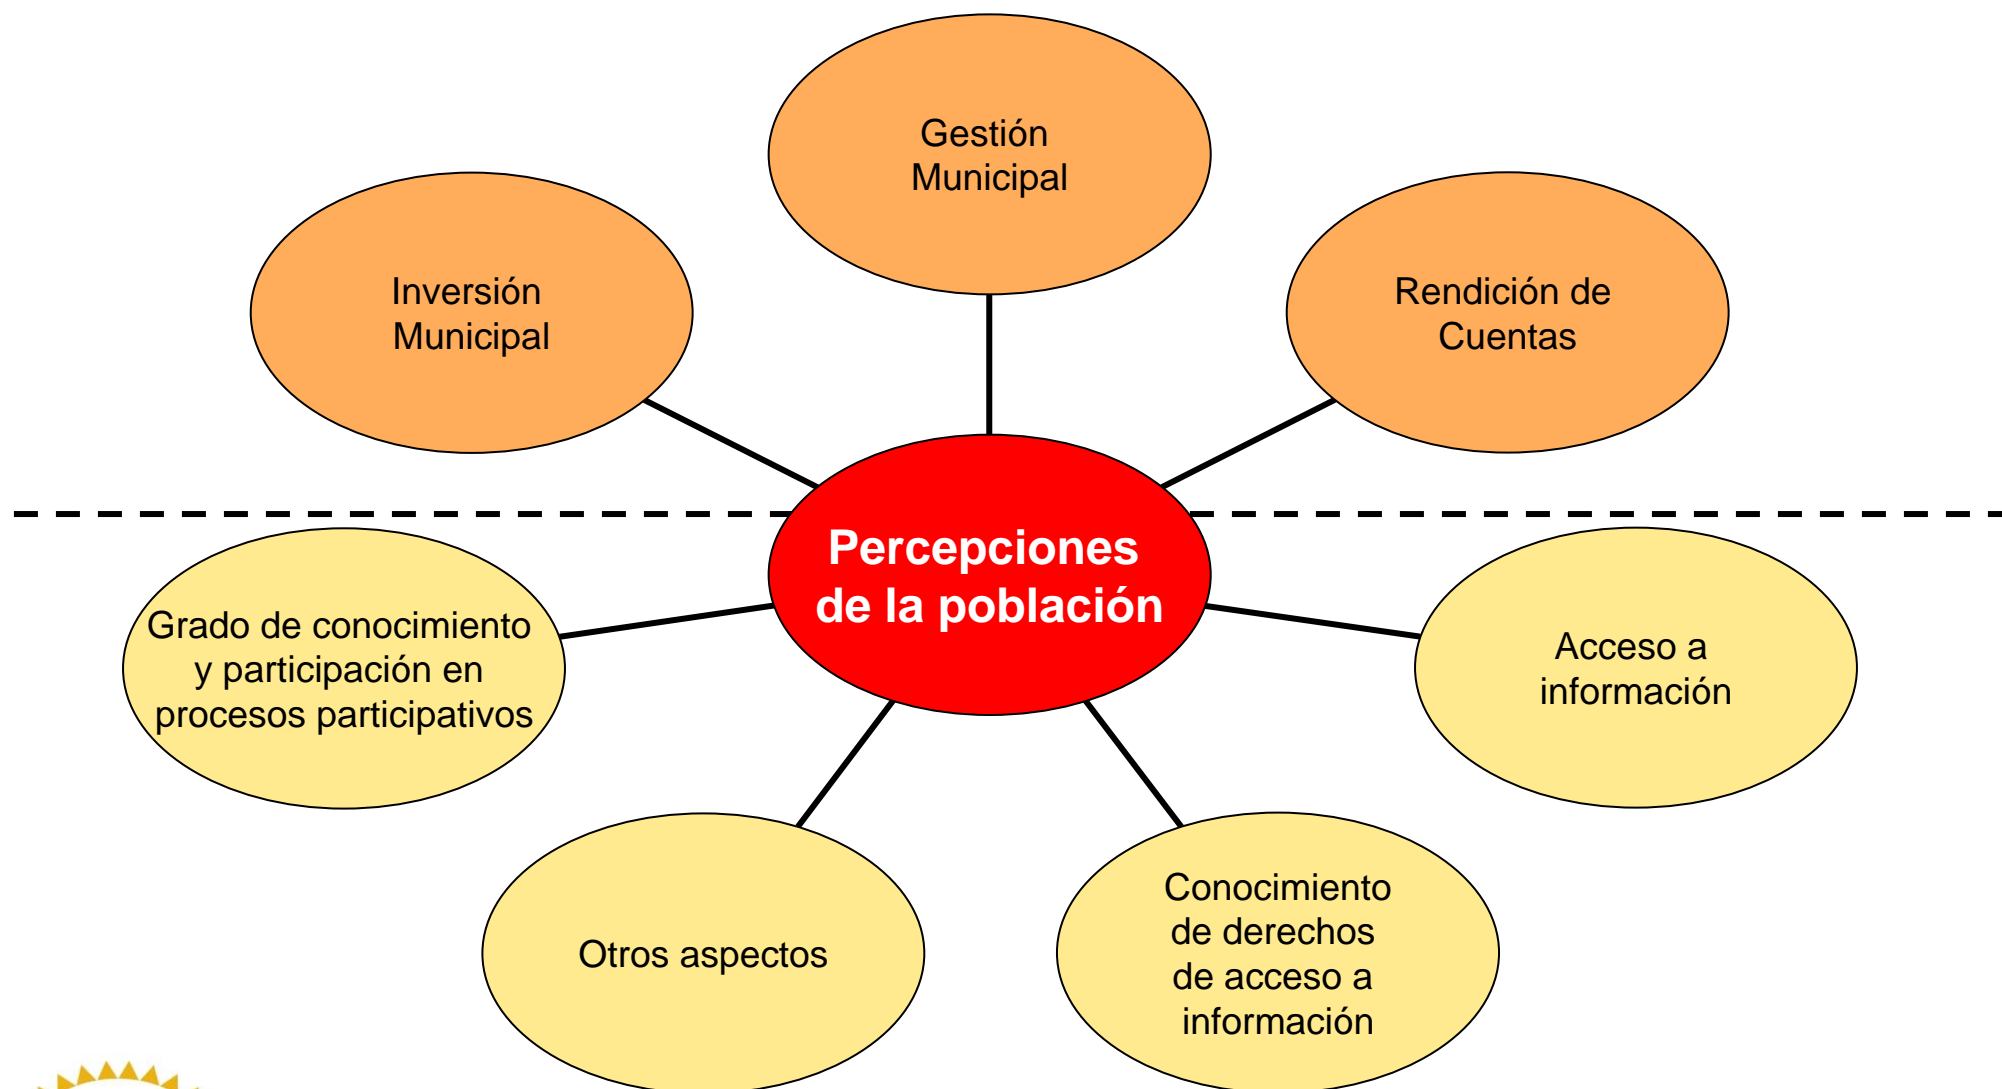 Gestión
Municipal
Inversión
Municipal
Rendición de
Cuentas
Percepciones
de la población
Grado de conocimiento
y participación en
procesos participativos
Acceso a
información
Otros aspectos
Conocimiento
de derechos
de acceso a
información